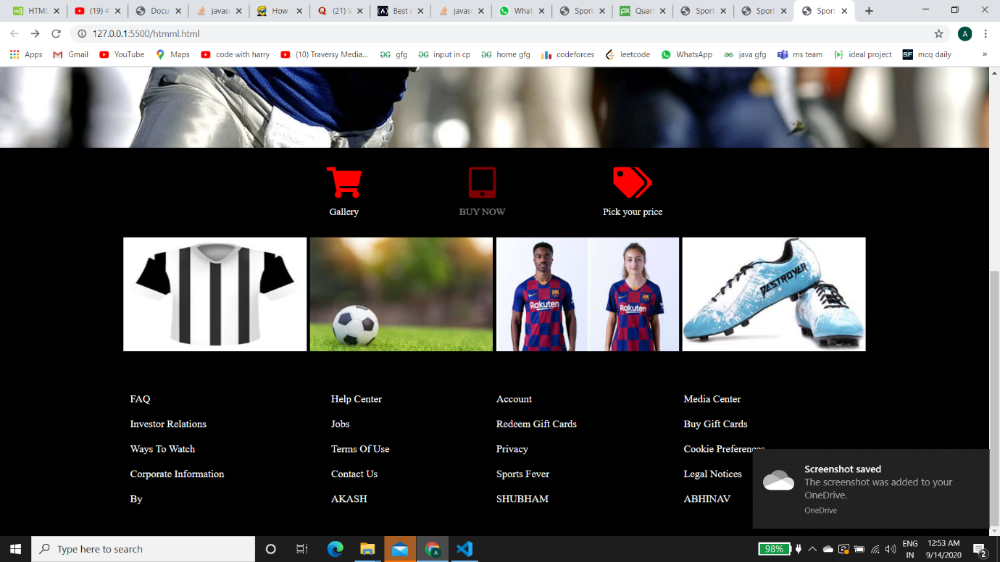 HTML
(19) #
Docu
javasc
How
(21) W
Best r
javasc
What
Sport
Quart
Sport
Sport
Sport
127.0.0.1:5500/htmml.html
A
Apps
Gmail
YouTube
Maps
code with harry
(10) Traversy Media...
gfg
input in cp
home gfg
codeforces
leetcode
WhatsApp
java gfg
ms team
ideal project
SF mcq daily
»
Gallery
BUY NOW
Pick your price
Rakuten
Rakuten
DESTROYER
FAQ
Help Center
Account
Media Center
Investor Relations
Jobs
Redeem Gift Cards
Buy Gift Cards
Ways To Watch
Terms Of Use
Privacy
Cookie Preferences
Corporate Information
Contact Us
Sports Fever
Legal Notices
By
AKASH
SHUBHAM
ABHINAV
Screenshot saved
The screenshot was added to your
OneDrive.
OneDrive
Type here to search
98%
ENG
IN
12:53 AM
9/14/2020
2